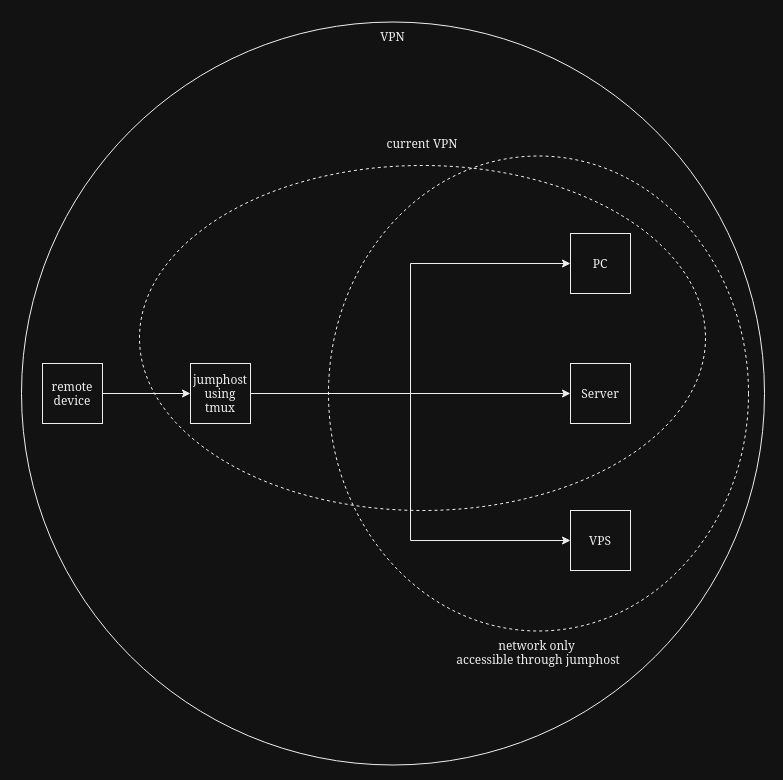 VPN
current VPN
PC
remote
device
jumphost
using
tmux
Server
VPS
network only
accessible through jumphost